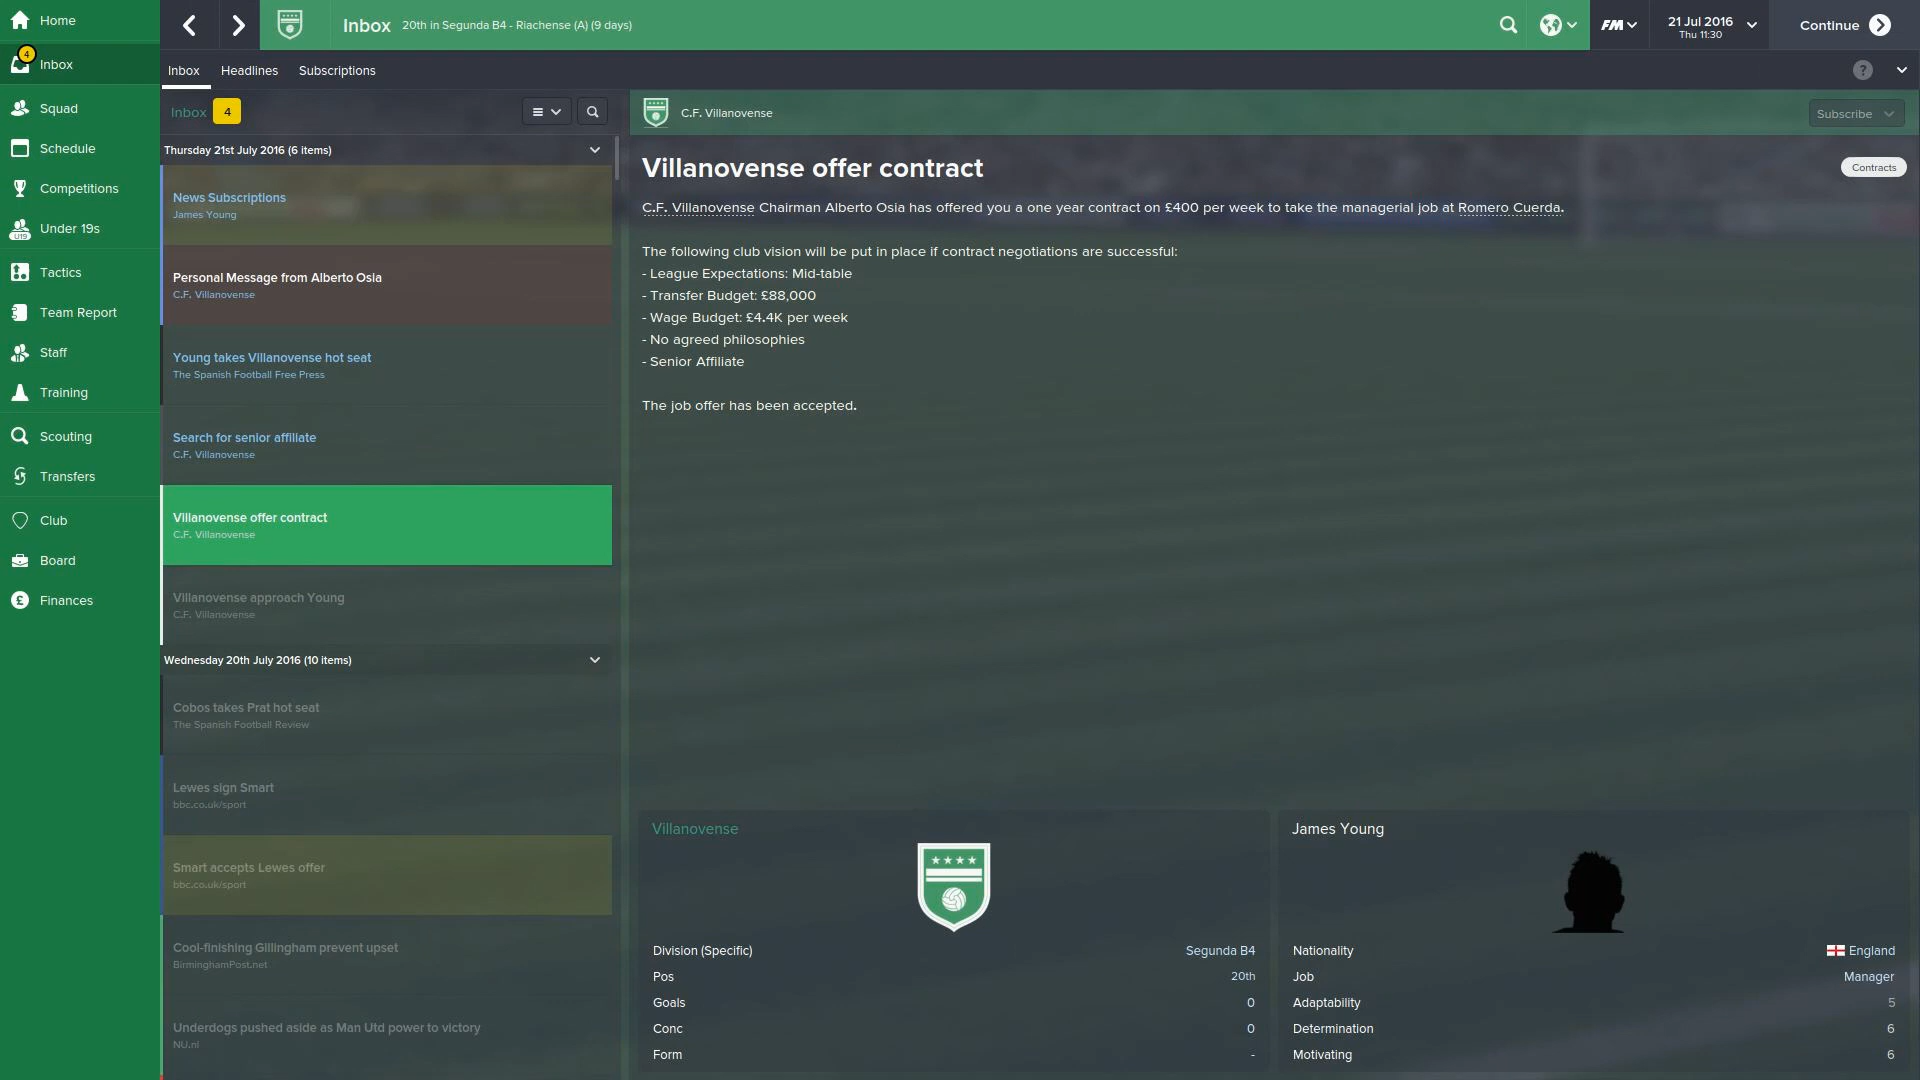 Home
4
Inbox
Squad
Schedule
Competitions
U19
Under 19s
Tactics
Team Report
Staff
Training
Scouting
Transfers
Club
Board
£
Finances
Inbox
20th in Segunda B4 - Riachense (A) (9 days)
FM
21 Jul 2016
Thu 11:30
Continue
Inbox
Headlines
Subscriptions
?
Inbox
4
Thursday 21st July 2016 (6 items)
News Subscriptions
James Young
Personal Message from Alberto Osia
C.F. Villanovense
Young takes Villanovense hot seat
The Spanish Football Free Press
Search for senior affiliate
C.F. Villanovense
Villanovense offer contract
C.F. Villanovense
Villanovense approach Young
C.F. Villanovense
Wednesday 20th July 2016 (10 items)
Cobos takes Prat hot seat
The Spanish Football Review
Lewes sign Smart
bbc.co.uk/sport
Smart accepts Lewes offer
bbc.co.uk/sport
Cool-finishing Gillingham prevent upset
BirminghamPost.net
Underdogs pushed aside as Man Utd power to victory
NU.nl
C.F. Villanovense
Subscribe
Villanovense offer contract
Contracts
C.F. Villanovense Chairman Alberto Osia has offered you a one year contract on £400 per week to take the managerial job at Romero Cuerda.
The following club vision will be put in place if contract negotiations are successful:
- League Expectations: Mid-table
- Transfer Budget: £88,000
- Wage Budget: £4.4K per week
- No agreed philosophies
- Senior Affiliate
The job offer has been accepted.
Villanovense
Division (Specific) Segunda B4
Pos 20th
Goals 0
Conc 0
Form -
James Young
Nationality England
Job Manager
Adaptability 5
Determination 6
Motivating 6